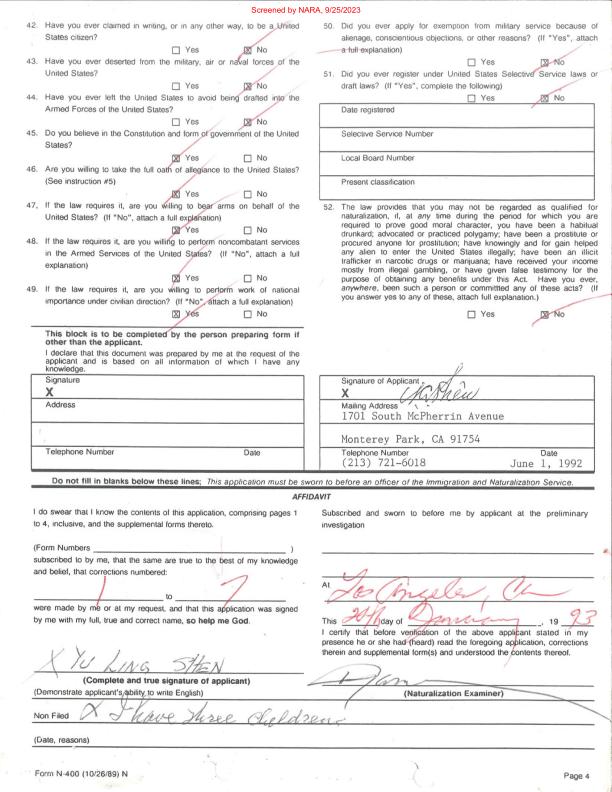 Screened by NARA, 9/25/2023
42. Have you ever claimed in writing, or in any other way, to be a United
States citizen?
☐ Yes ☒ No
43. Have you ever deserted from the military, air or naval forces of the
United States?
☐ Yes ☒ No
44. Have you ever left the United States to avoid being drafted into the
Armed Forces of the United States?
☐ Yes ☒ No
45. Do you believe in the Constitution and form of government of the United
States?
☒ Yes ☐ No
46. Are you willing to take the full oath of allegiance to the United States?
(See instruction #5)
☒ Yes ☐ No
47. If the law requires it, are you willing to bear arms on behalf of the
United States? (If "No", attach a full explanation)
☒ Yes ☐ No
48. If the law requires it, are you willing to perform noncombatant services
in the Armed Services of the United States? (If "No", attach a full
explanation)
☒ Yes ☐ No
49. If the law requires it, are you willing to perform work of national
importance under civilian direction? (If "No", attach a full explanation)
☒ Yes ☐ No
This block is to be completed by the person preparing form if
other than the applicant.
I declare that this document was prepared by me at the request of the
applicant and is based on all information of which I have any
knowledge.
Signature
X
Address
Telephone Number Date
50. Did you ever apply for exemption from military service because of
alienage, conscientious objections, or other reasons? (If "Yes", attach
a full explanation)
☐ Yes ☒ No
51. Did you ever register under United States Selective Service laws or
draft laws? (If "Yes", complete the following)
☐ Yes ☒ No
Date registered
Selective Service Number
Local Board Number
Present classification
52. The law provides that you may not be regarded as qualified for
naturalization, if, at any time during the period for which you are
required to prove good moral character, you have been a habitual
drunkard; advocated or practiced polygamy; have been a prostitute or
procured anyone for prostitution; have knowingly and for gain helped
any alien to enter the United States illegally; have been an illicit
trafficker in narcotic drugs or marijuana; have received your income
mostly from illegal gambling, or have given false testimony for the
purpose of obtaining any benefits under this Act. Have you ever,
anywhere, been such a person or committed any of these acts? (If
you answer yes to any of these, attach full explanation.)
☐ Yes ☒ No
Signature of Applicant
X
Mailing Address
1701 South McPherrin Avenue
Monterey Park, CA 91754
Telephone Number Date
(213) 721-6018 June 1, 1992
Do not fill in blanks below these lines; This application must be sworn to before an officer of the Immigration and Naturalization Service.
AFFIDAVIT
I do swear that I know the contents of this application, comprising pages 1
to 4, inclusive, and the supplemental forms thereto.
(Form Numbers )
subscribed to by me, that the same are true to the best of my knowledge
and belief, that corrections numbered:
1 to 7
were made by me or at my request, and that this application was signed
by me with my full, true and correct name, so help me God.
X YU LING SHEN
(Complete and true signature of applicant)
(Demonstrate applicant's ability to write English)
Subscribed and sworn to before me by applicant at the preliminary
investigation
At Los Angeles, Ca
This day of January, 19 93
I certify that before verification of the above applicant stated in my
presence he or she had (heard) read the foregoing application, corrections
therein and supplemental form(s) and understood the contents thereof.
(Naturalization Examiner)
Non Filed X I have three children
(Date, reasons)
Form N-400 (10/26/89) N Page 4